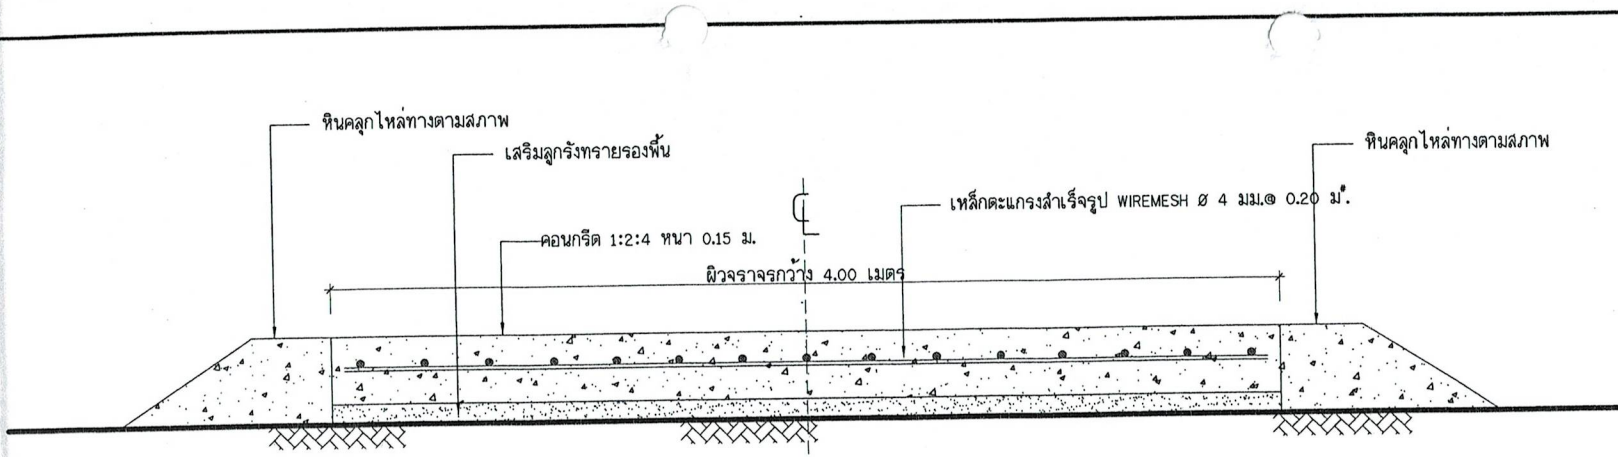 หินคลุกไหล่ทางตามสภาพ
เสริมลูกรังทรายรองพื้น
หินคลุกไหล่ทางตามสภาพ
เหล็กตะแกรงสำเร็จรูป WIREMESH Ø 4 มม.@ 0.20 ม.
คอนกรีต 1:2:4 หนา 0.15 ม.
ผิวจราจรกว้าง 4.00 เมตร